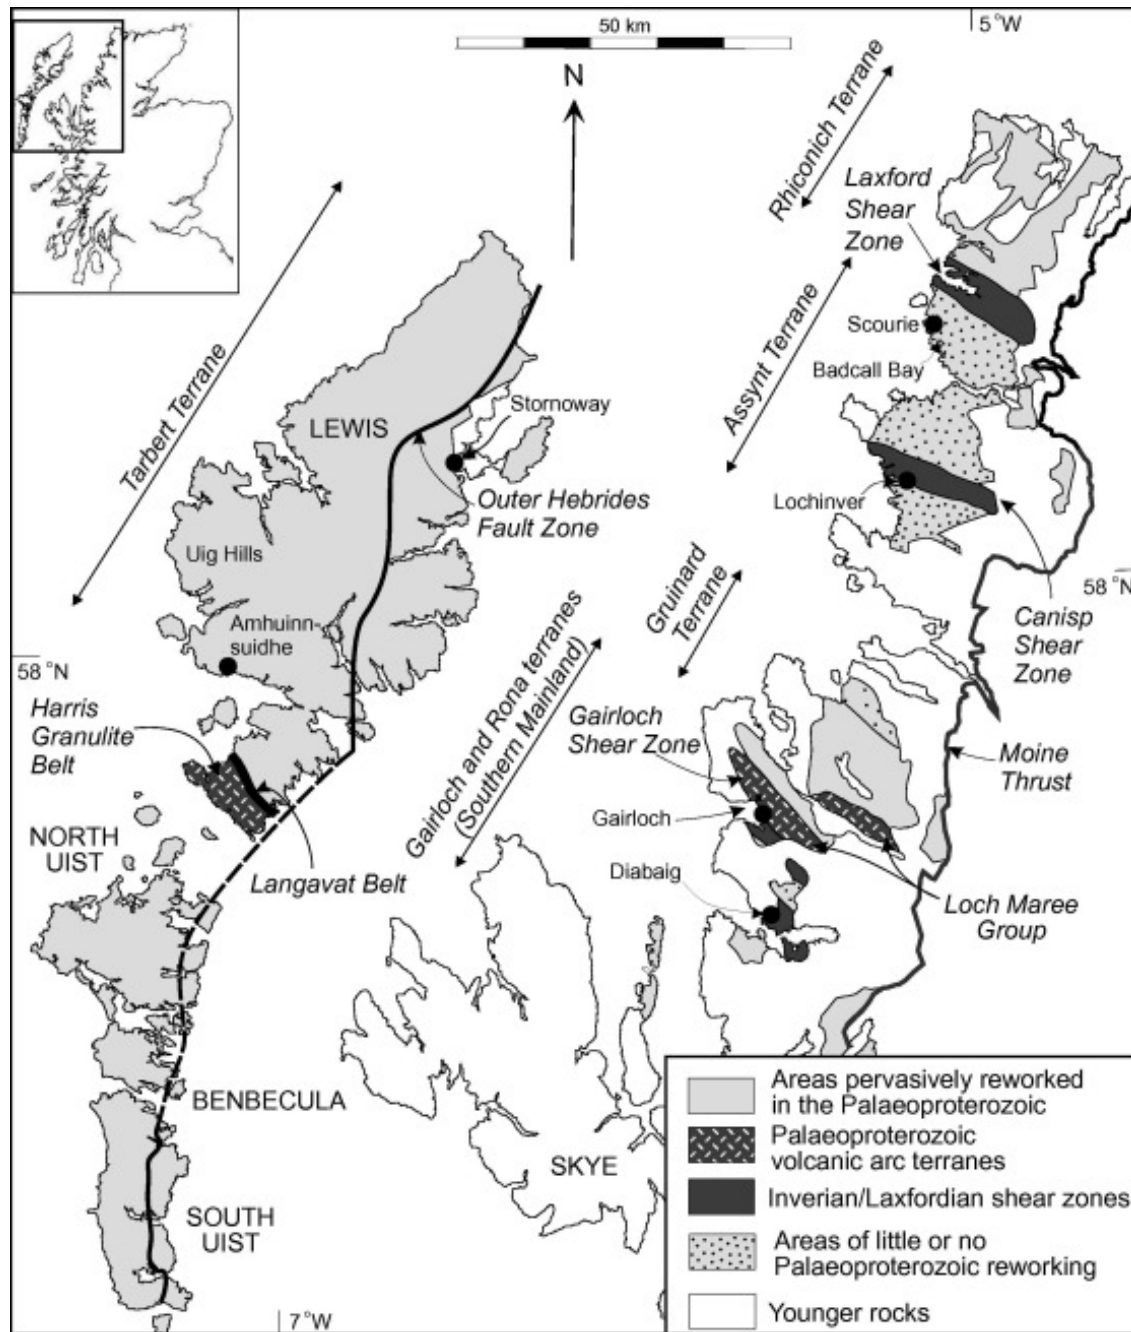 50 km
5 °W
N
Rhiconich Terrane
Laxford
Shear
Zone
Tarbert Terrane
Assynt Terrane
Scourie
Badcall Bay
LEWIS
Stornoway
Outer Hebrides
Fault Zone
Lochinver
Uig Hills
Gruinard
Terrane
58 °N
Canisp
Shear
Zone
Amhuinn-
suidhe
58 °N
Gairloch and Rona terranes
(Southern Mainland)
Harris
Granulite
Belt
Gairloch
Shear Zone
Moine
Thrust
Gairloch
NORTH
UIST
Langavat Belt
Diabaig
Loch Maree
Group
BENBECULA
SKYE
SOUTH
UIST
7 °W
Areas pervasively reworked
in the Palaeoproterozoic
Palaeoproterozoic
volcanic arc terranes
Inverian/Laxfordian shear zones
Areas of little or no
Palaeoproterozoic reworking
Younger rocks